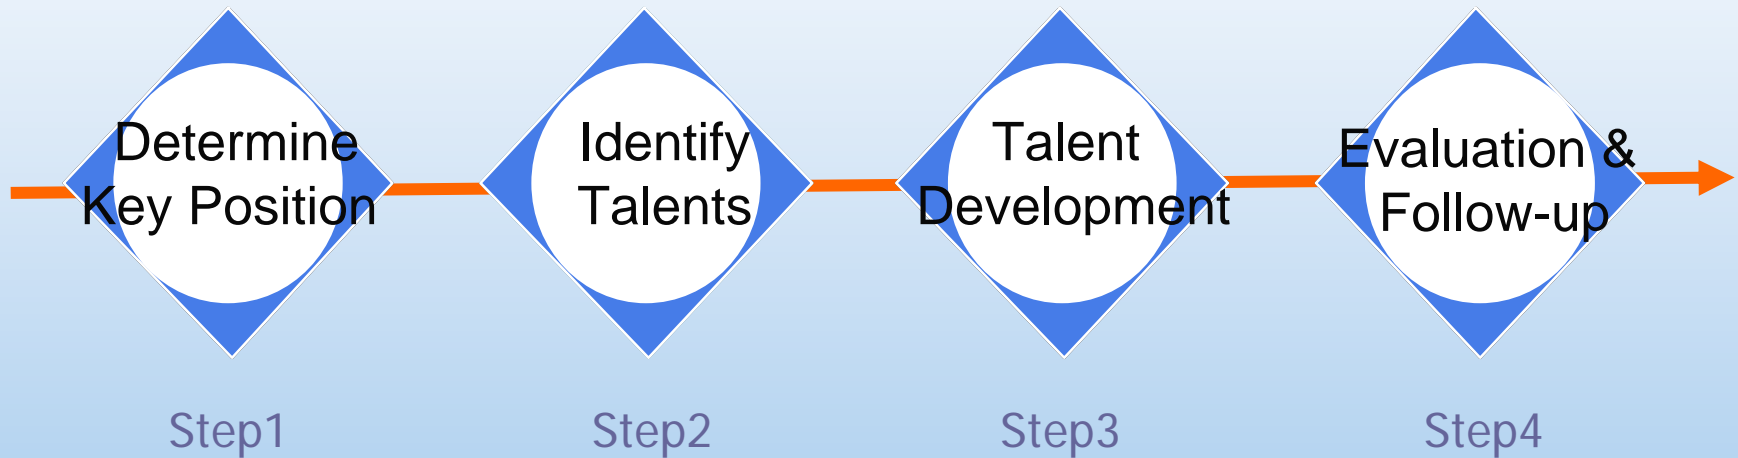 Determine
Key Position
Identify
Talents
Talent
Development
Evaluation &
Follow-up
Step1
Step2
Step3
Step4